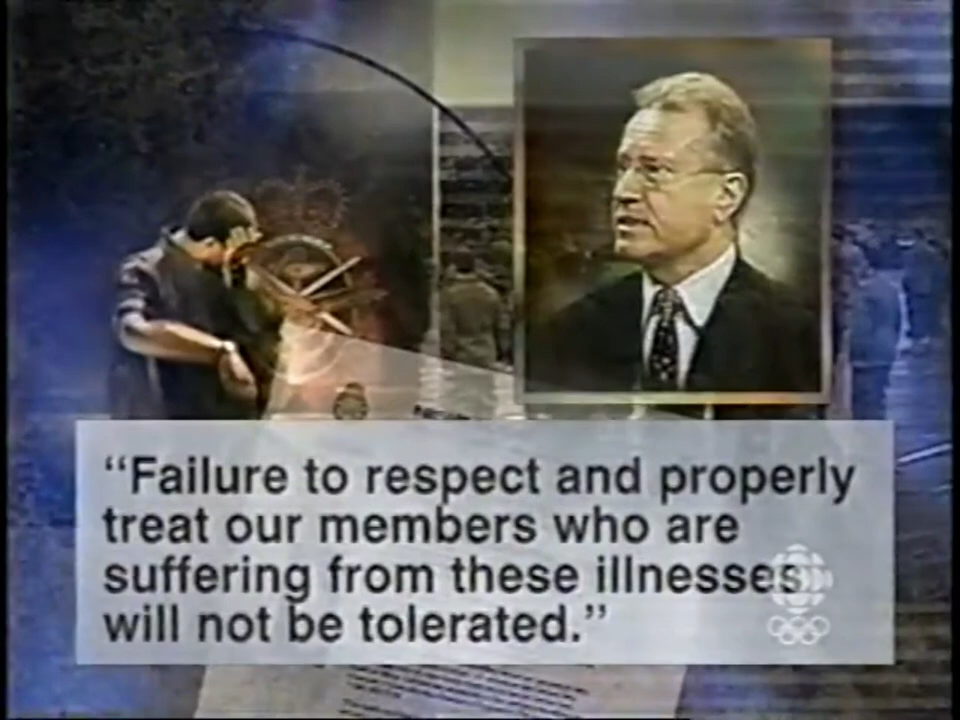 “Failure to respect and properly
treat our members who are
suffering from these illnesses
will not be tolerated.”